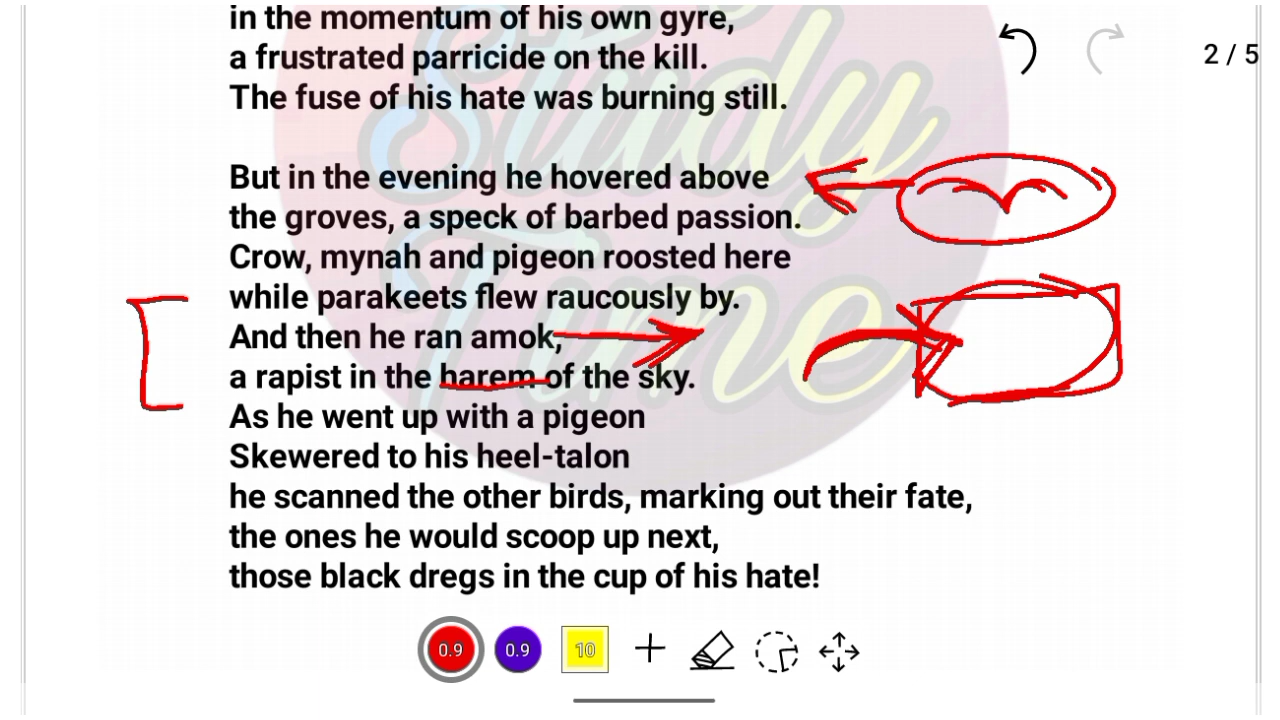 in the momentum of his own gyre,
2 / 5
a frustrated parricide on the kill.
The fuse of his hate was burning still.
But in the evening he hovered above
the groves, a speck of barbed passion.
Crow, mynah and pigeon roosted here
while parakeets flew raucously by.
And then he ran amok,
a rapist in the harem of the sky.
As he went up with a pigeon
Skewered to his heel-talon
he scanned the other birds, marking out their fate,
the ones he would scoop up next,
those black dregs in the cup of his hate!
Study
Time
0.9 0.9 10